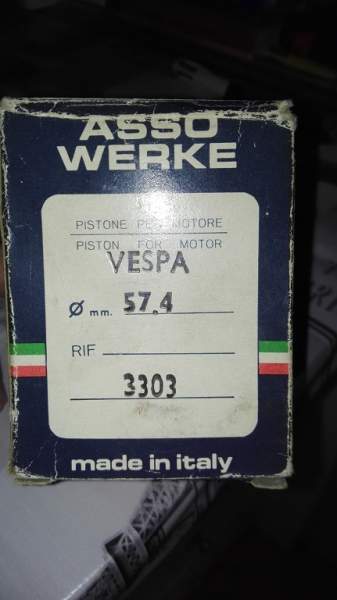 ASSO
WERKE
PISTONE PER MOTORE
PISTON FOR MOTOR
VESPA
Ø mm. 57.4
RIF
3303
made in italy